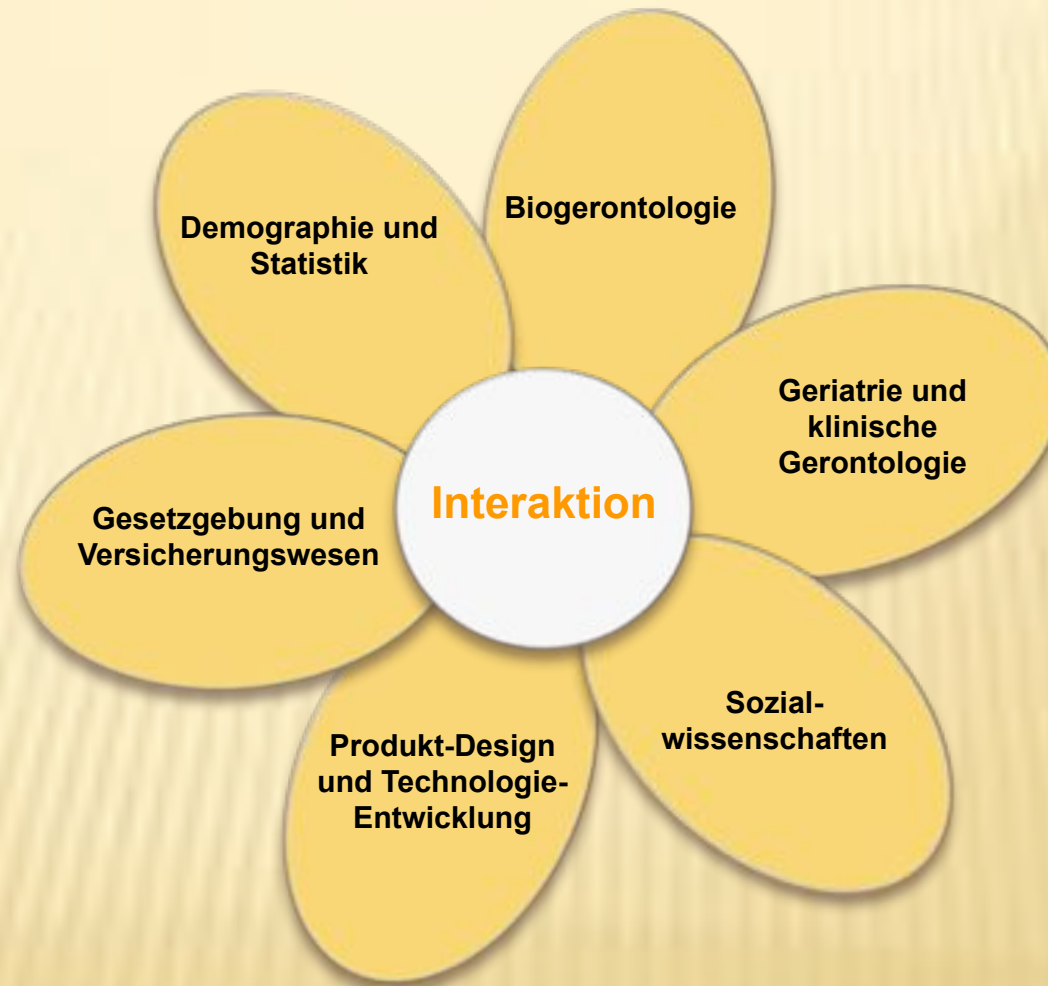 Biogerontologie
Demographie und
Statistik
Geriatrie und
klinische
Gerontologie
Interaktion
Gesetzgebung und
Versicherungswesen
Sozial-
wissenschaften
Produkt-Design
und Technologie-
Entwicklung